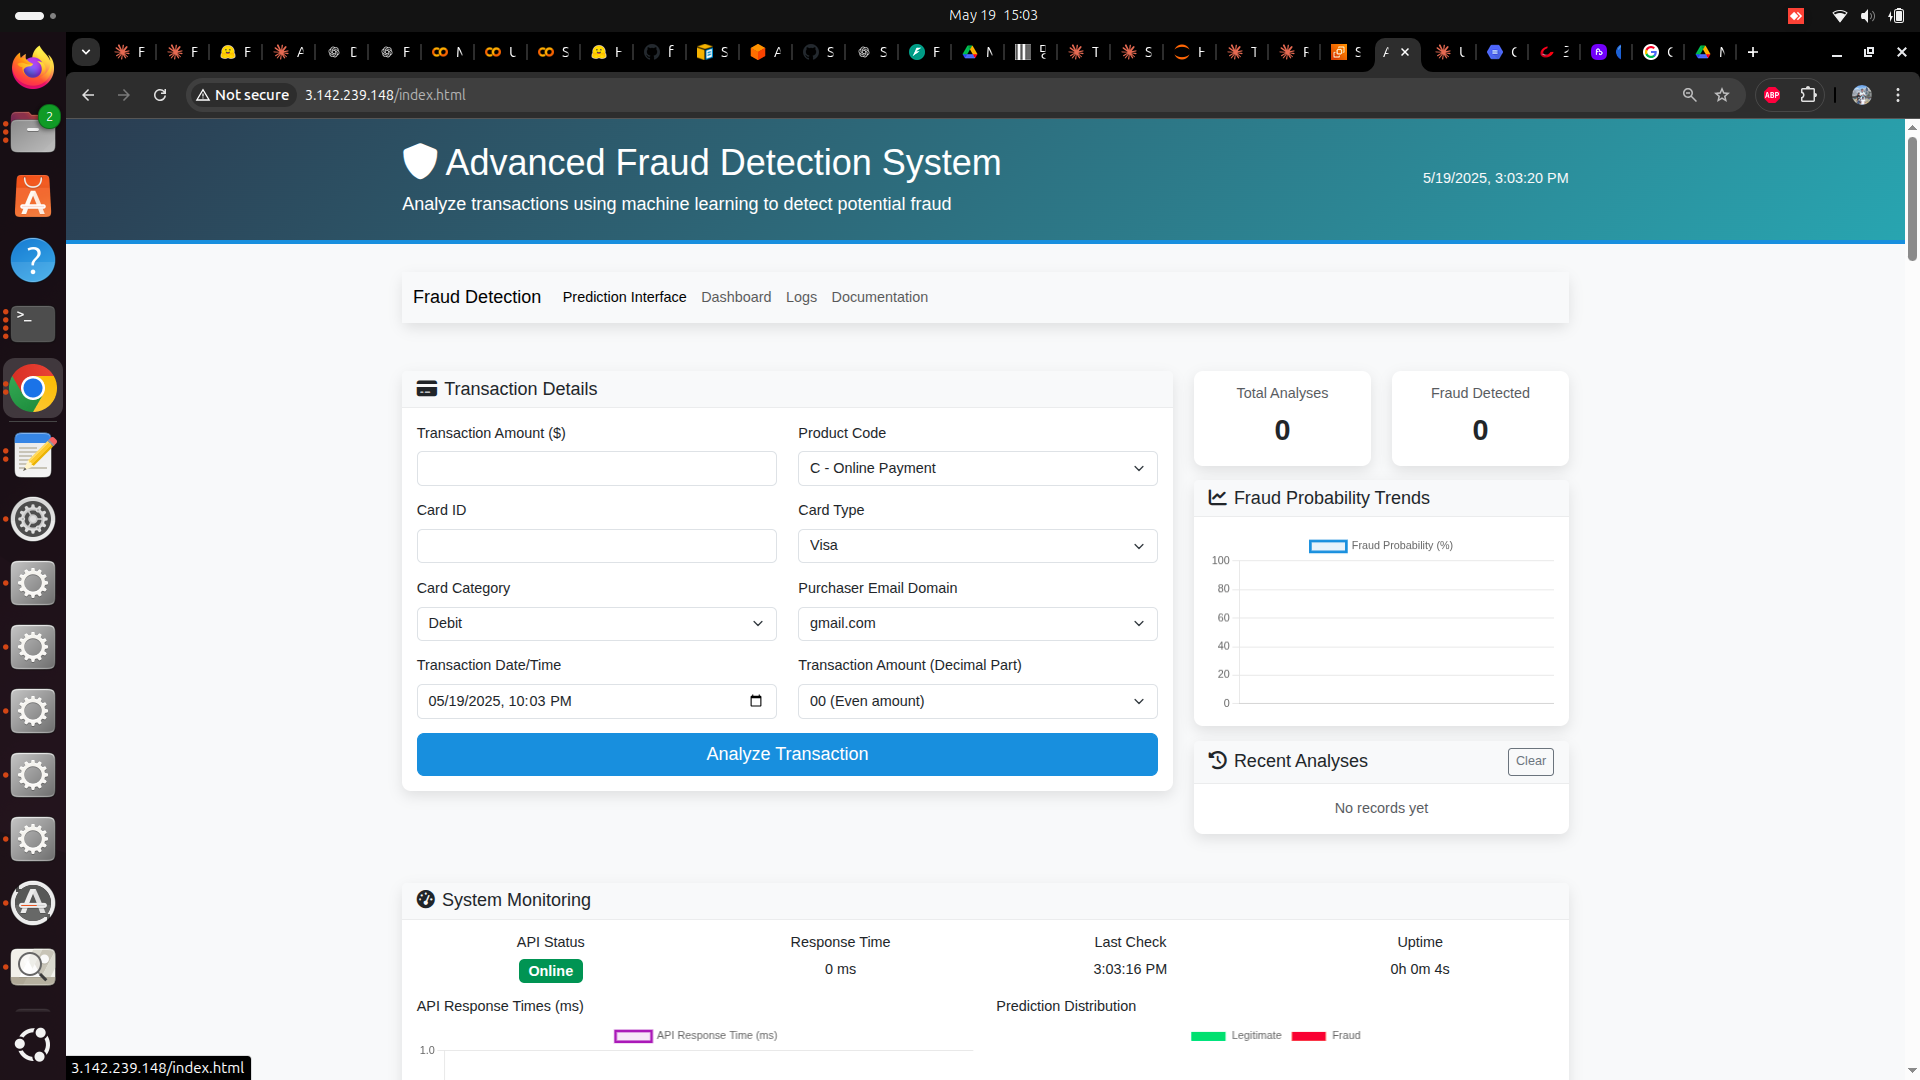 May 19 15:03
Not secure 3.142.239.148/index.html
ABP
2
Advanced Fraud Detection System
Analyze transactions using machine learning to detect potential fraud
5/19/2025, 3:03:20 PM
Fraud Detection Prediction Interface Dashboard Logs Documentation
Transaction Details
Transaction Amount ($)
Product Code
C - Online Payment
Card ID
Card Type
Visa
Card Category
Debit
Purchaser Email Domain
gmail.com
Transaction Date/Time
05/19/2025, 10:03 PM
Transaction Amount (Decimal Part)
00 (Even amount)
Analyze Transaction
Total Analyses
0
Fraud Detected
0
Fraud Probability Trends
Fraud Probability (%)
100
80
60
40
20
0
Recent Analyses
Clear
No records yet
System Monitoring
API Status
Online
Response Time
0 ms
Last Check
3:03:16 PM
Uptime
0h 0m 4s
API Response Times (ms)
API Response Time (ms)
1.0
Prediction Distribution
Legitimate Fraud
3.142.239.148/index.html